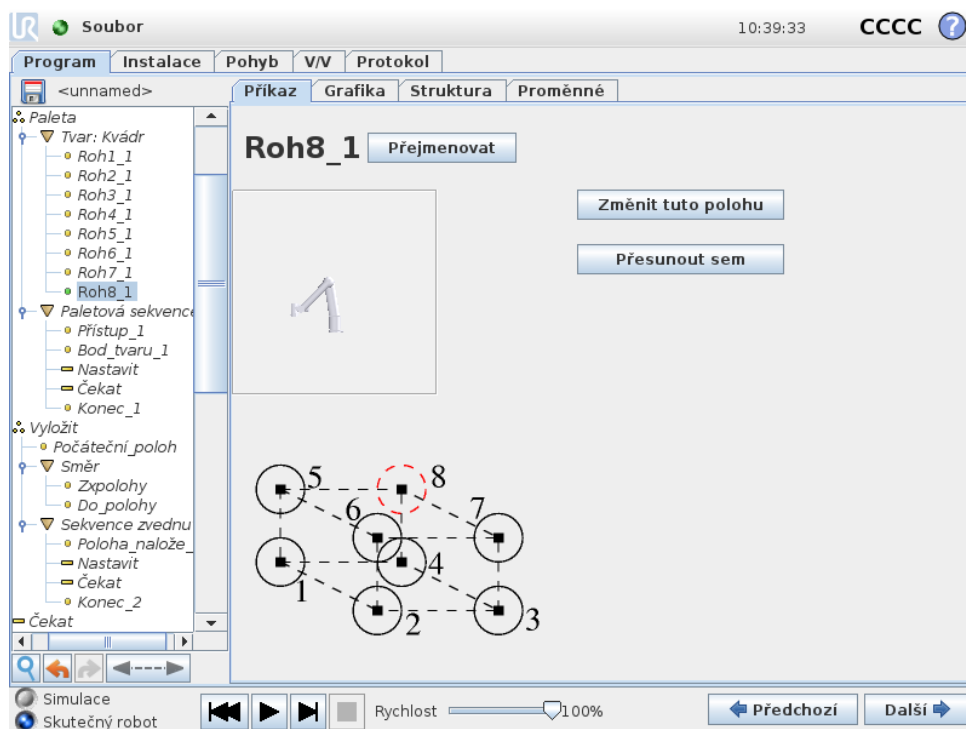 UR Soubor 10:39:33 CCCC ?
Program Instalace Pohyb V/V Protokol
<unnamed> Příkaz Grafika Struktura Proměnné
Paleta
Tvar: Kvádr
Roh1_1
Roh2_1
Roh3_1
Roh4_1
Roh5_1
Roh6_1
Roh7_1
Roh8_1
Paletová sekvence
Přístup_1
Bod_tvaru_1
Nastavit
Čekat
Konec_1
Vyložit
Počáteční_poloh
Směr
Zxpolohy
Do_polohy
Sekvence zvednu
Poloha_nalože_
Nastavit
Čekat
Konec_2
Čekat
Roh8_1 Přejmenovat
Změnit tuto polohu
Přesunout sem
5 8
6 7
1 4
2 3
Simulace
Skutečný robot
Rychlost 100%
Předchozí Další